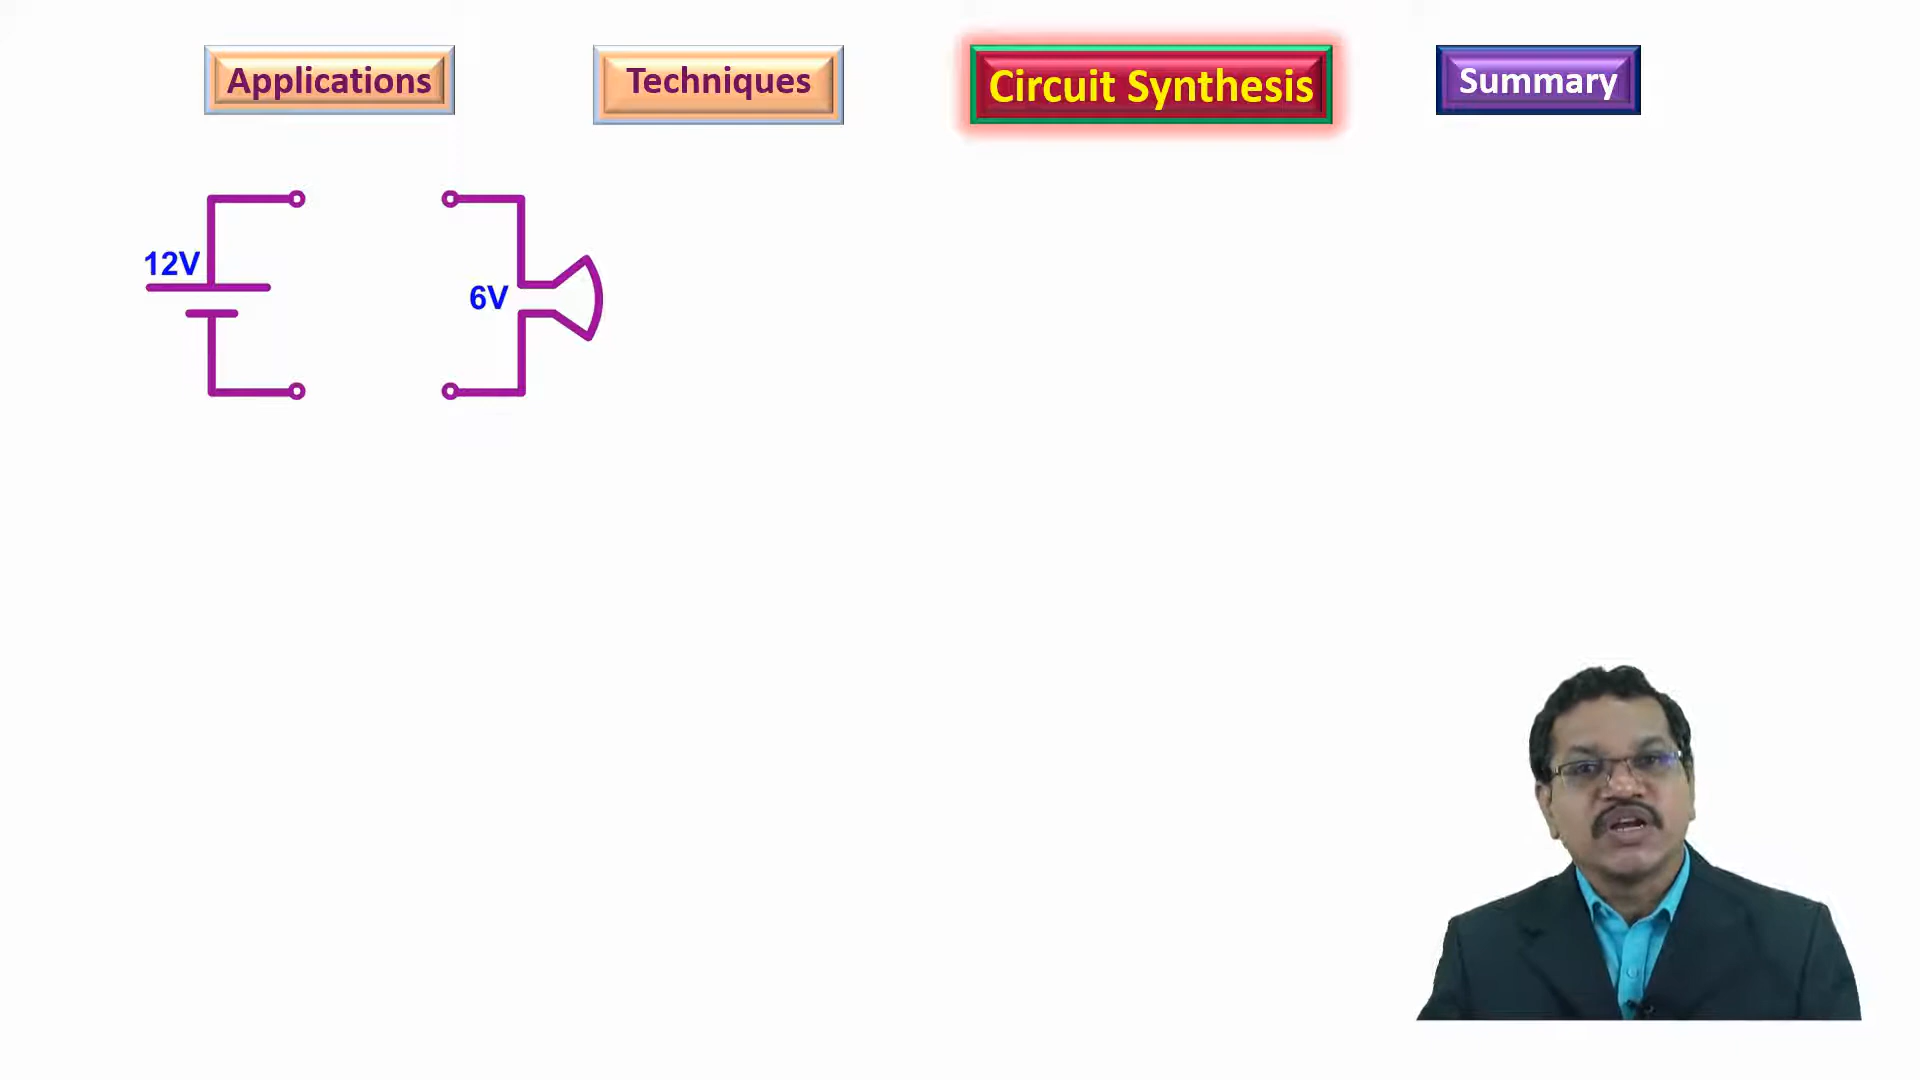 Applications
Techniques
Circuit Synthesis
Summary
12V
6V